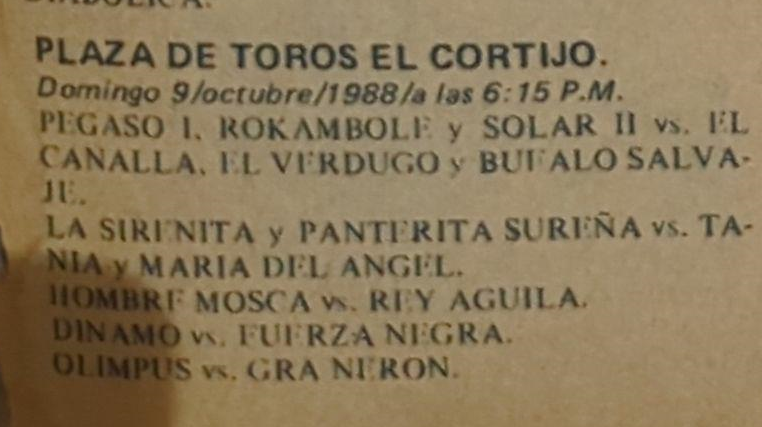 PLAZA DE TOROS EL CORTIJO.
Domingo 9/octubre/1988/a las 6:15 P.M.
PEGASO I, ROKAMBOLE y SOLAR II vs. EL
CANALLA, EL VERDUGO y BUFALO SALVA-
JE.
LA SIRENITA y PANTERITA SUREÑA vs. TA-
NIA y MARIA DEL ANGEL.
HOMBRE MOSCA vs. REY AGUILA.
DINAMO vs. FUERZA NEGRA.
OLIMPUS vs. GRA NERON.